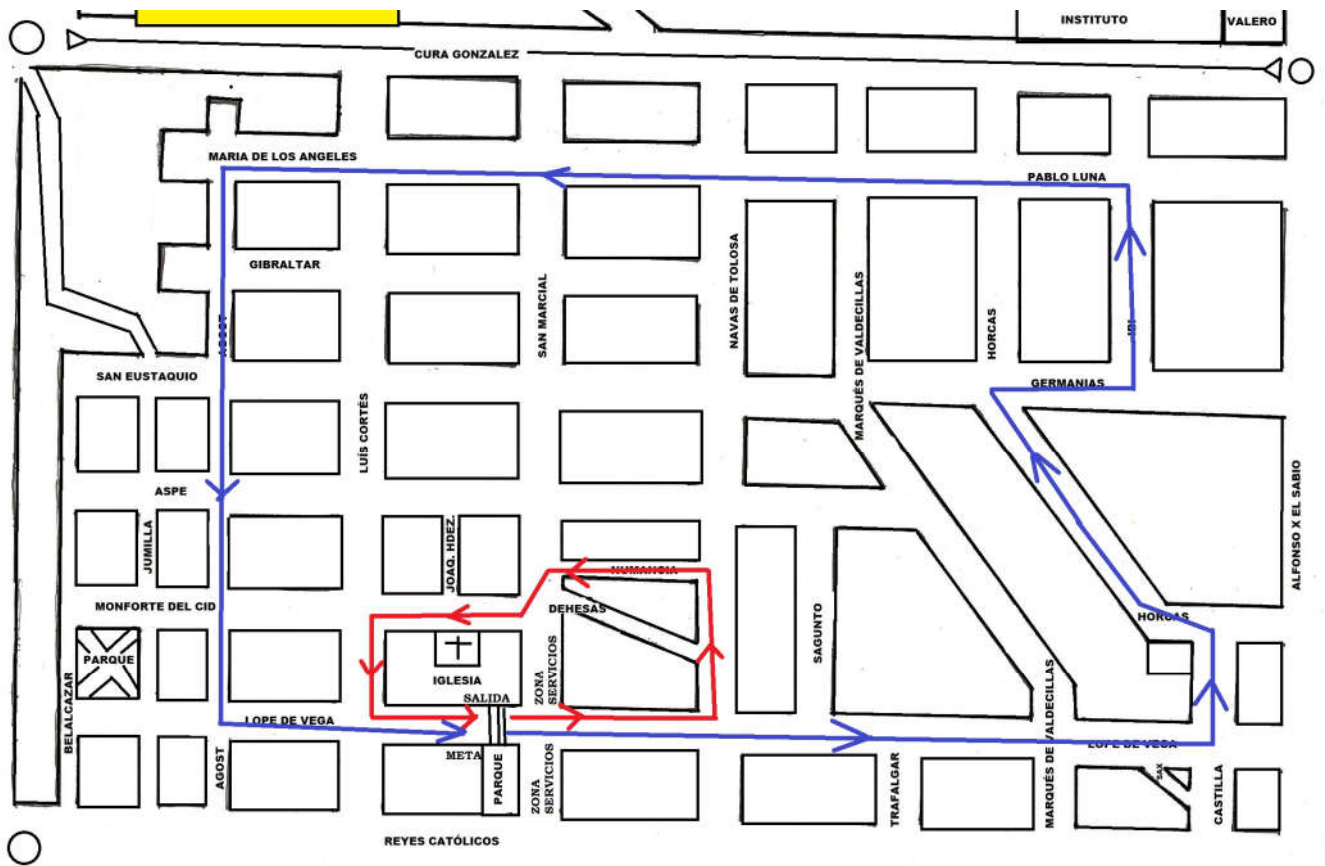 INSTITUTO
VALERO
CURA GONZALEZ
MARIA DE LOS ANGELES
PABLO LUNA
GIBRALTAR
SAN MARCIAL
NAVAS DE TOLOSA
MARQUÉS DE VALDECILLAS
HORCAS
IBI
AGOST
SAN EUSTAQUIO
GERMANIAS
LUÍS CORTÉS
ASPE
ALFONSO X EL SABIO
JUMILLA
JOAQ. HDEZ.
NUMANCIA
MONFORTE DEL CID
DEHESAS
HORCAS
SAGUNTO
PARQUE
IGLESIA
ZONA
SERVICIOS
SALIDA
BELALCAZAR
LOPE DE VEGA
MARQUÉS DE VALDECILLAS
LOPE DE VEGA
META
PARQUE
ZONA
SERVICIOS
AGOST
TRAFALGAR
SAX
CASTILLA
REYES CATÓLICOS